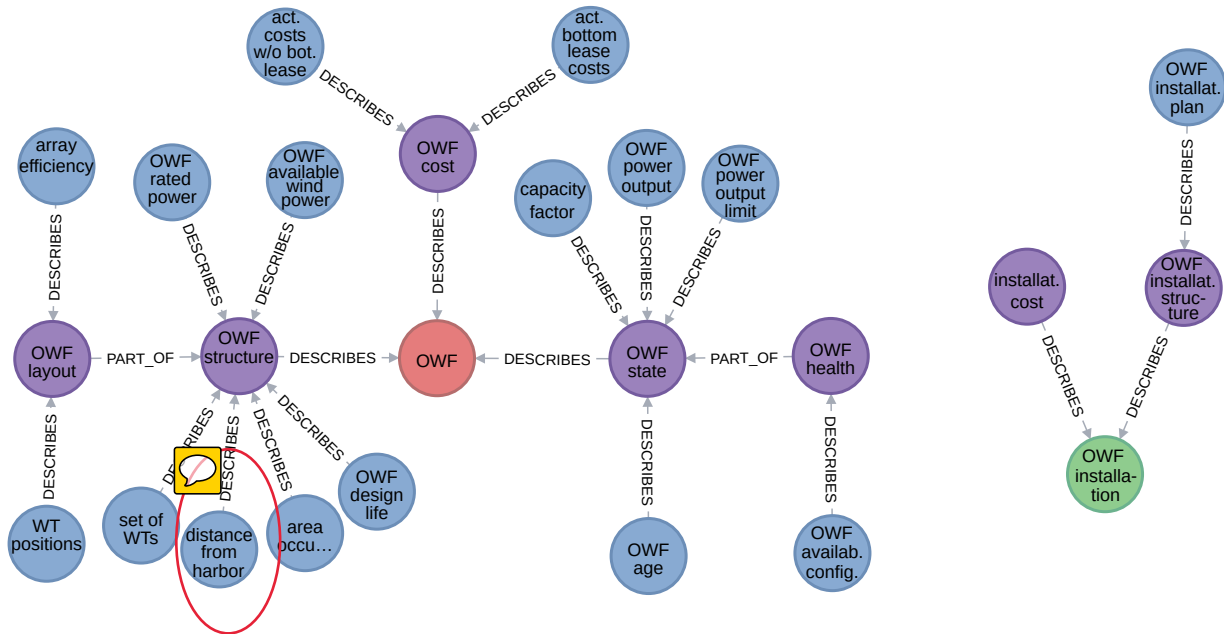 act.
costs
w/o bot.
lease
act.
bottom
lease
costs
DESCRIBES
DESCRIBES
OWF
cost
OWF
installat.
plan
array
efficiency
OWF
rated
power
OWF
available
wind
power
capacity
factor
OWF
power
output
OWF
power
output
limit
DESCRIBES
DESCRIBES
DESCRIBES
DESCRIBES
DESCRIBES
DESCRIBES
DESCRIBES
DESCRIBES
installat.
cost
OWF
installat.
struc-
ture
OWF
layout
PART_OF
OWF
structure
DESCRIBES
OWF
DESCRIBES
OWF
state
PART_OF
OWF
health
DESCRIBES
DESCRIBES
DESCRIBES
DESCRIBES
DESCRIBES
DESCRIBES
DESCRIBES
DESCRIBES
DESCRIBES
OWF
installa-
tion
WT
positions
set of
WTs
distance
from
harbor
area
occu…
OWF
design
life
OWF
age
OWF
availab.
config.